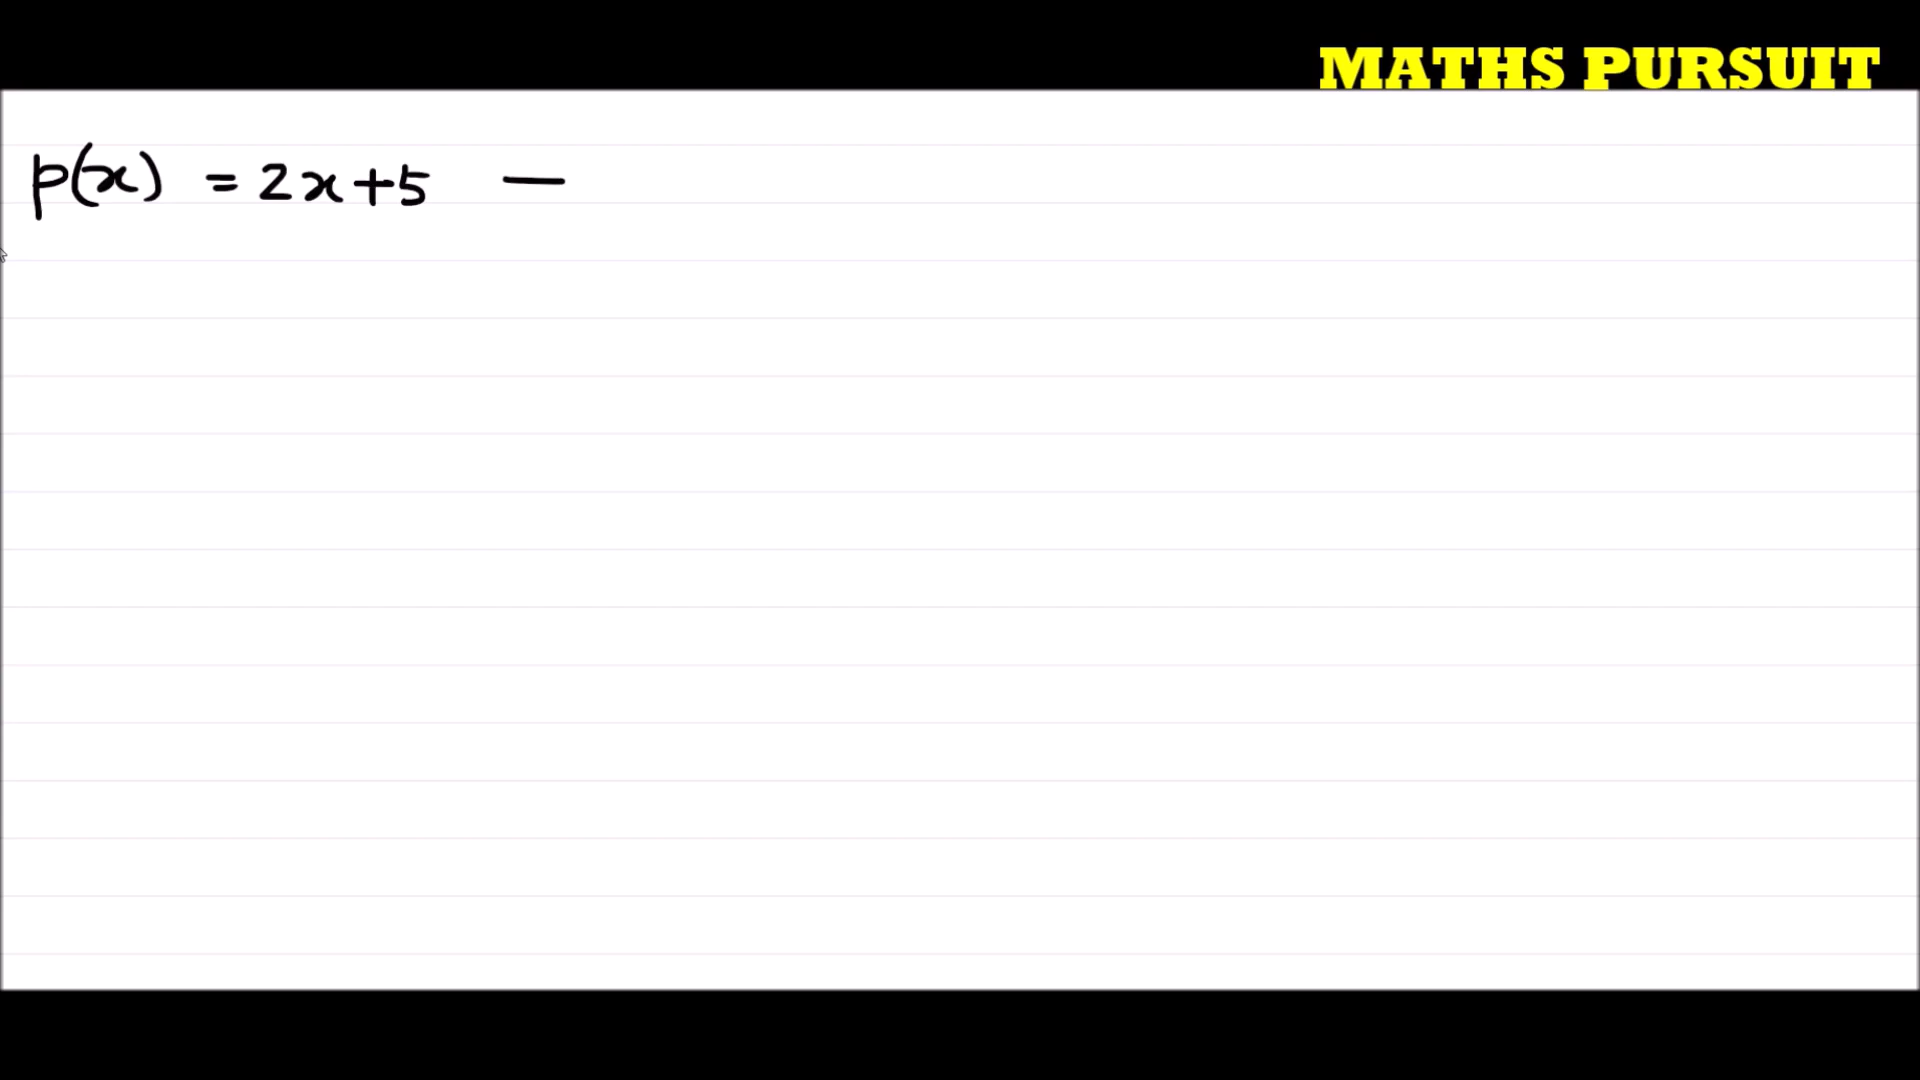 MATHS PURSUIT
p(x) = 2x+5 —